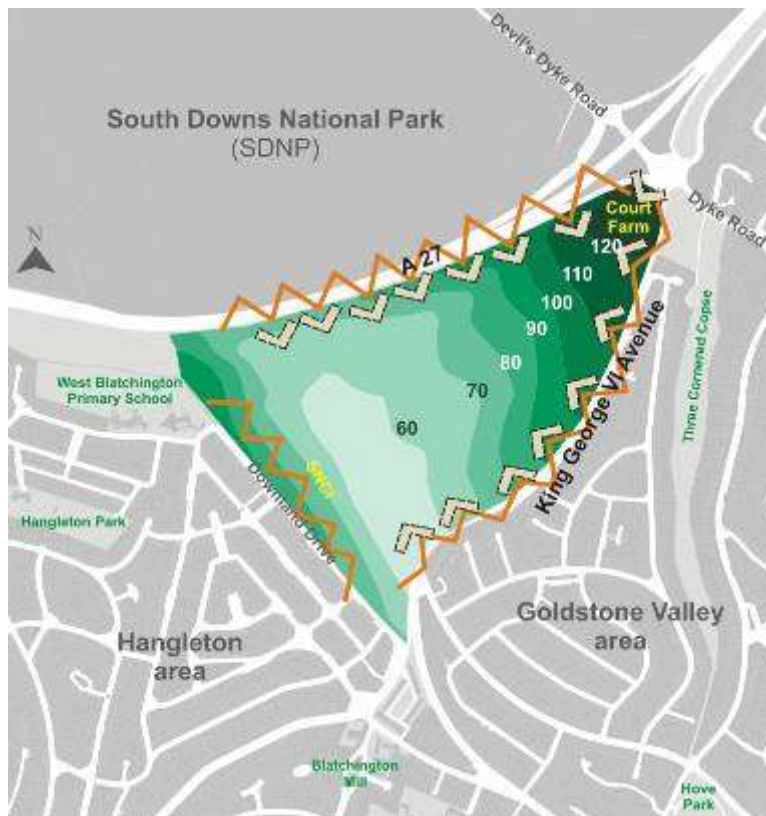 Devil's Dyke Road
South Downs National Park
(SDNP)
N
Court
Farm
Dyke Road
A 27
120
110
100
90
80
70
60
King George VI Avenue
Three Cornered Copse
West Blatchington
Primary School
SNCI
Downland Drive
Hangleton Park
Hangleton
area
Goldstone Valley
area
Blatchington
Mill
Hove
Park